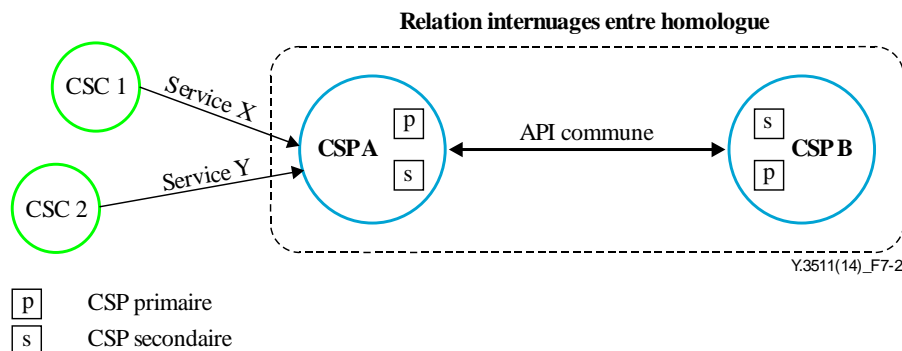 Relation internuages entre homologue
CSC 1
Service X
p
s
CSP A
API commune
s
p
CSP B
Service Y
CSC 2
Y.3511(14)_F7-2
p CSP primaire
s CSP secondaire